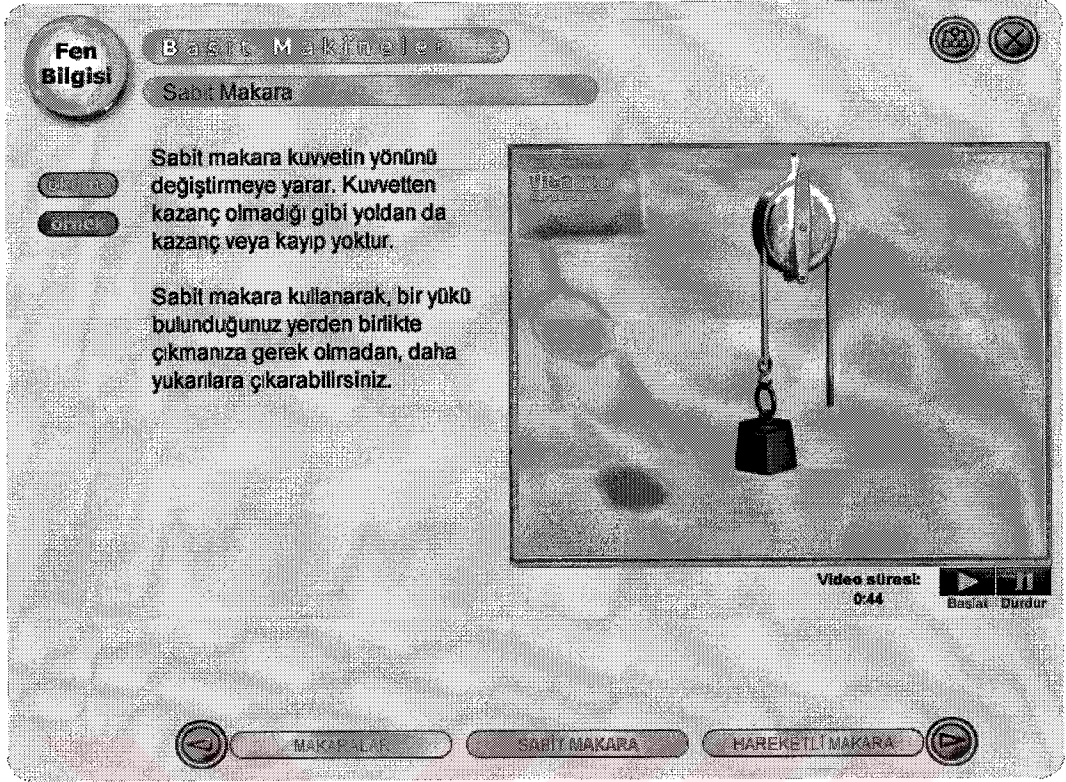 Fen
Bilgisi
Basit Makineler
Sabit Makara
Sabit makara kuvvetin yönünü
değiştirmeye yarar. Kuvvetten
kazanç olmadığı gibi yoldan da
kazanç veya kayıp yoktur.
Sabit makara kullanarak, bir yükü
bulunduğunuz yerden birlikte
çıkmanıza gerek olmadan, daha
yukarılara çıkarabilirsiniz.
örnek
Video süresi:
0:44
Başlat Durdur
MAKARALAR
SABİT MAKARA
HAREKETLİ MAKARA